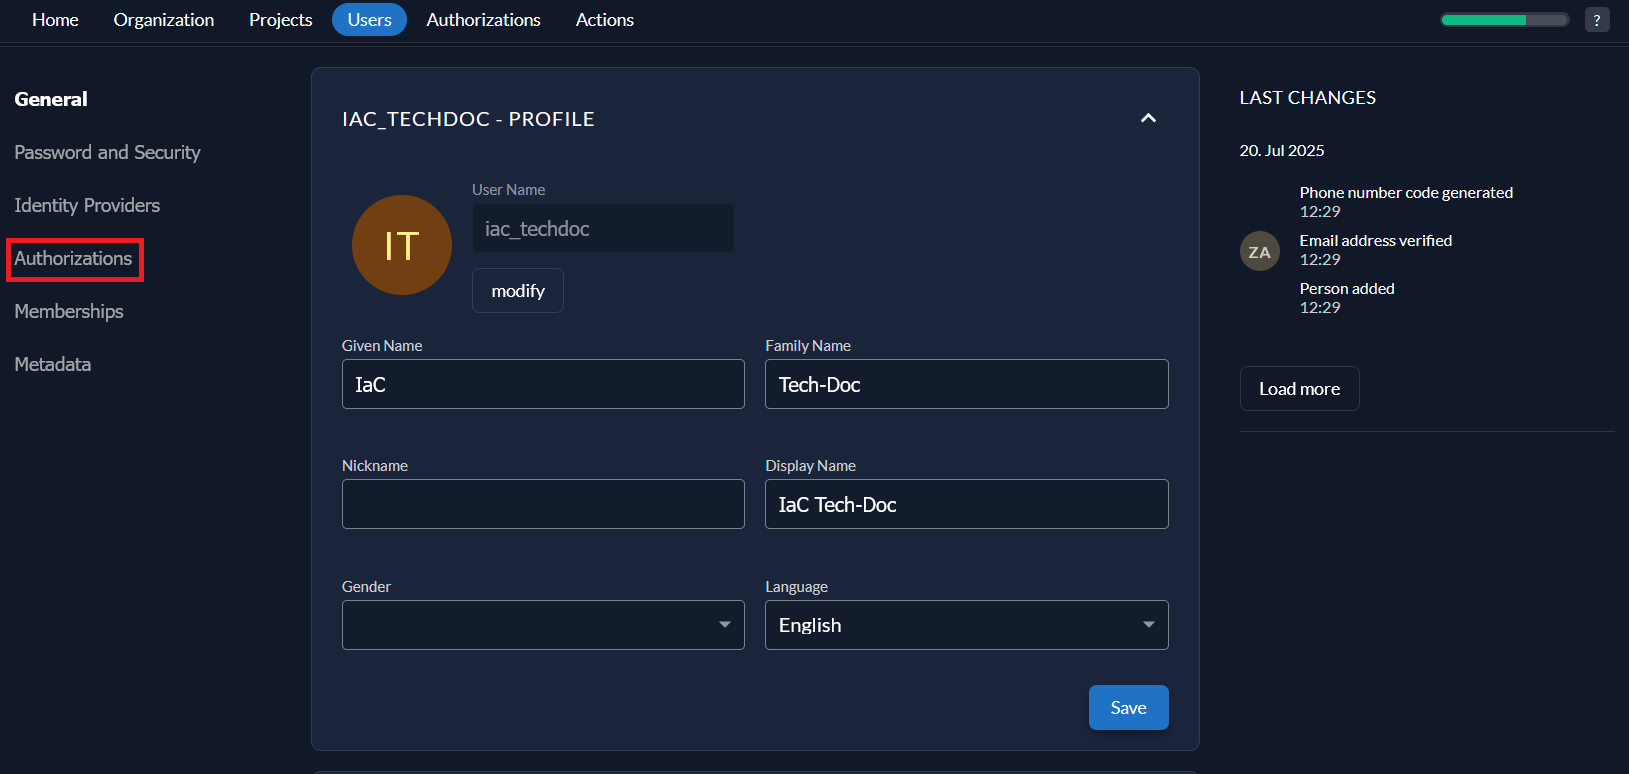 Home Organization Projects Users Authorizations Actions ?
General
Password and Security
Identity Providers
Authorizations
Memberships
Metadata
IAC_TECHDOC - PROFILE
IT
User Name
iac_techdoc
modify
Given Name
IaC
Family Name
Tech-Doc
Nickname
Display Name
IaC Tech-Doc
Gender
Language
English
Save
LAST CHANGES
20. Jul 2025
ZA
Phone number code generated
12:29
Email address verified
12:29
Person added
12:29
Load more